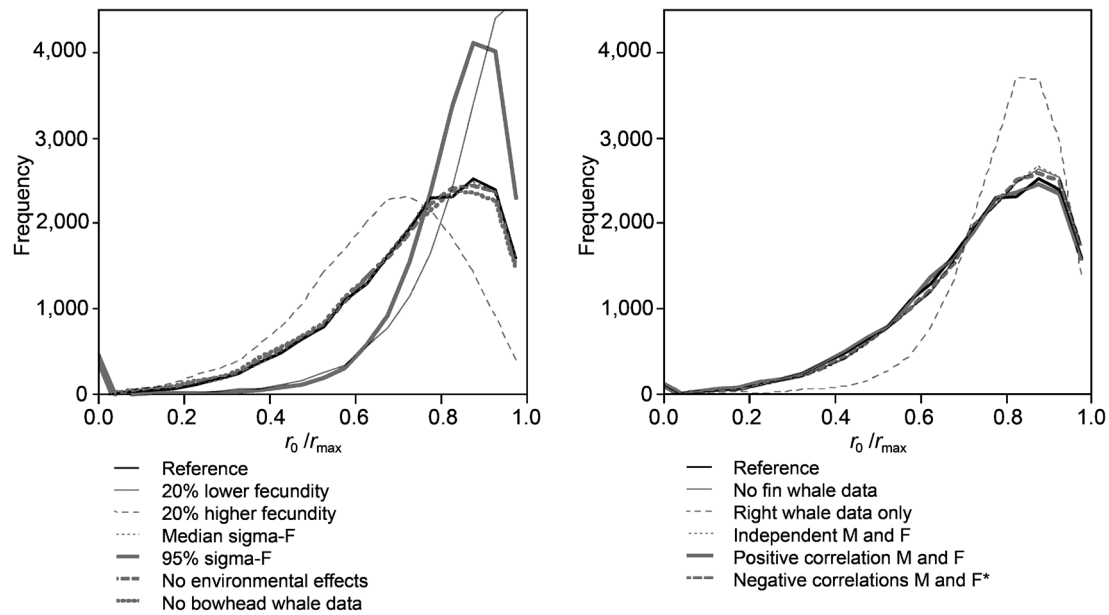 4,000
3,000
2,000
1,000
0
Frequency
0.0 0.2 0.4 0.6 0.8 1.0
r0 /rmax
Reference
20% lower fecundity
20% higher fecundity
Median sigma-F
95% sigma-F
No environmental effects
No bowhead whale data
4,000
3,000
2,000
1,000
0
Frequency
0.0 0.2 0.4 0.6 0.8 1.0
r0 /rmax
Reference
No fin whale data
Right whale data only
Independent M and F
Positive correlation M and F
Negative correlations M and F*